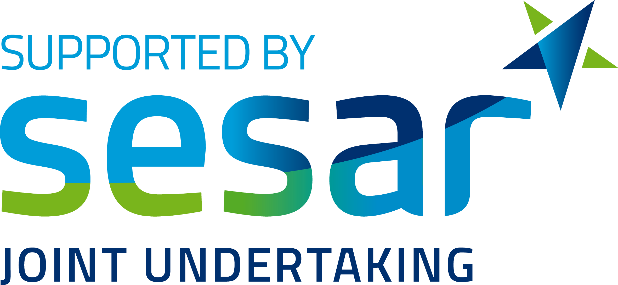 SUPPORTED BY
sesar
JOINT UNDERTAKING